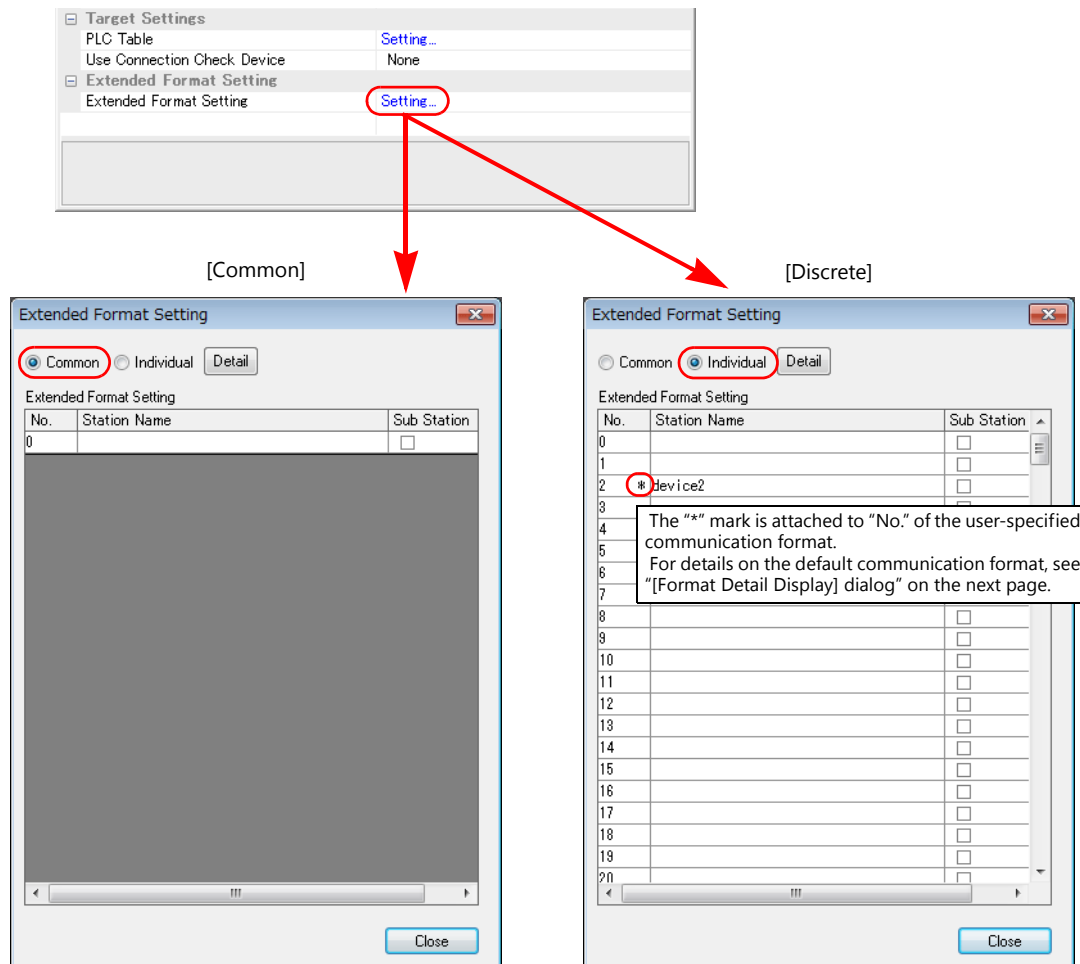 Target Settings
PLC Table Setting...
Use Connection Check Device None
Extended Format Setting
Extended Format Setting Setting...
[Common]
[Discrete]
Extended Format Setting
Common Individual Detail
Extended Format Setting
No. Station Name Sub Station
0
Close
Extended Format Setting
Common Individual Detail
Extended Format Setting
No. Station Name Sub Station
0
1
2 * device2
3
4
5
6
7
The "*" mark is attached to “No.” of the user-specified
communication format.
For details on the default communication format, see
“[Format Detail Display] dialog” on the next page.
8
9
10
11
12
13
14
15
16
17
18
19
20
Close